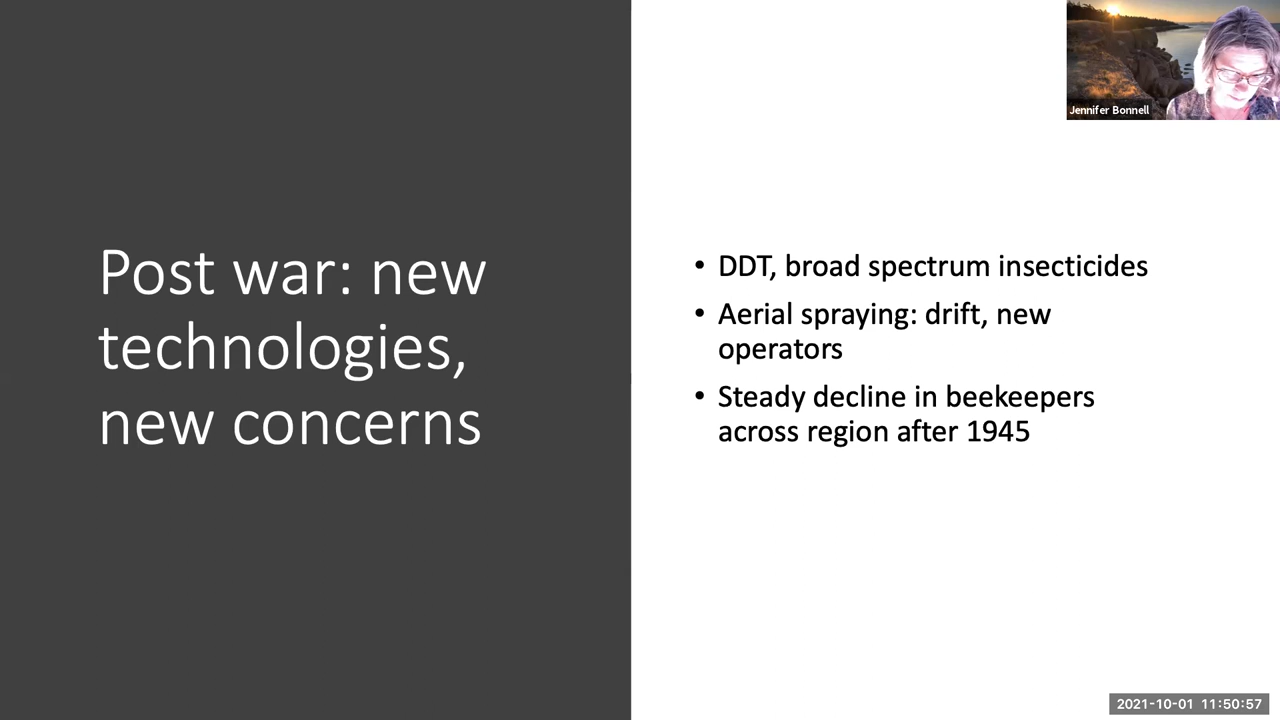 Jennifer Bonnell
Post war: new
technologies,
new concerns
• DDT, broad spectrum insecticides
• Aerial spraying: drift, new
operators
• Steady decline in beekeepers
across region after 1945
2021-10-01 11:50:57